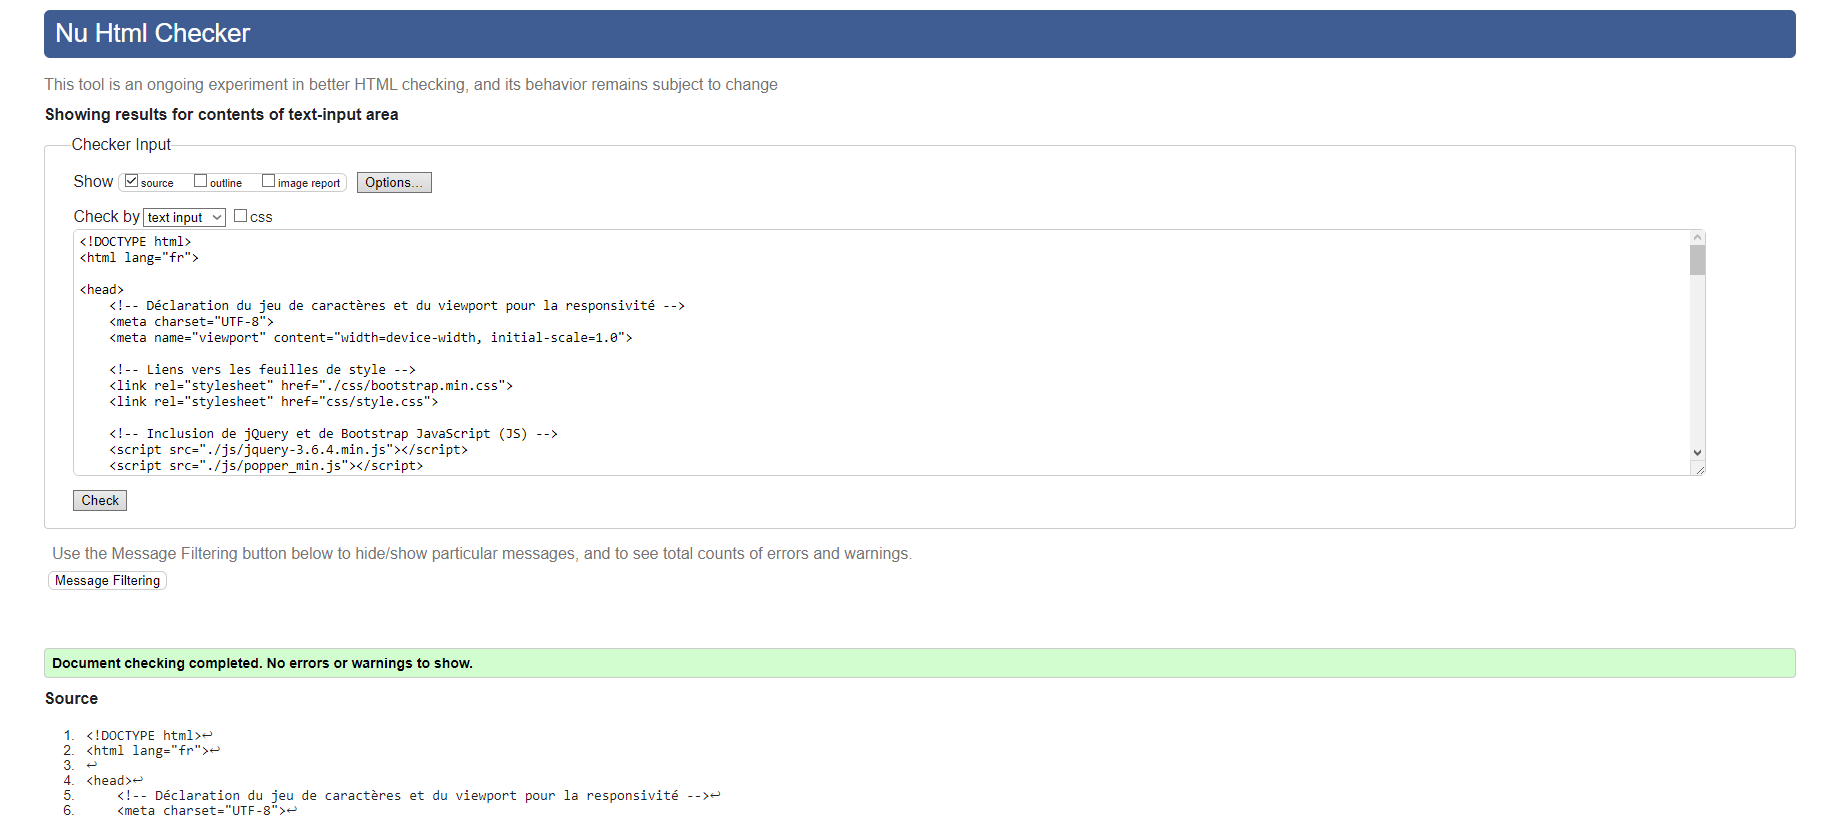 Nu Html Checker
This tool is an ongoing experiment in better HTML checking, and its behavior remains subject to change
Showing results for contents of text-input area
Checker Input
Show source outline image report Options...
Check by text input css
<!DOCTYPE html>
<html lang="fr">
<head>
<!-- Déclaration du jeu de caractères et du viewport pour la responsivité -->
<meta charset="UTF-8">
<meta name="viewport" content="width=device-width, initial-scale=1.0">
<!-- Liens vers les feuilles de style -->
<link rel="stylesheet" href="./css/bootstrap.min.css">
<link rel="stylesheet" href="css/style.css">
<!-- Inclusion de jQuery et de Bootstrap JavaScript (JS) -->
<script src="./js/jquery-3.6.4.min.js"></script>
<script src="./js/popper_min.js"></script>
Check
Use the Message Filtering button below to hide/show particular messages, and to see total counts of errors and warnings.
Message Filtering
Document checking completed. No errors or warnings to show.
Source
1. <!DOCTYPE html>↩
2. <html lang="fr">↩
3. ↩
4. <head>↩
5. <!-- Déclaration du jeu de caractères et du viewport pour la responsivité -->↩
6. <meta charset="UTF-8">↩